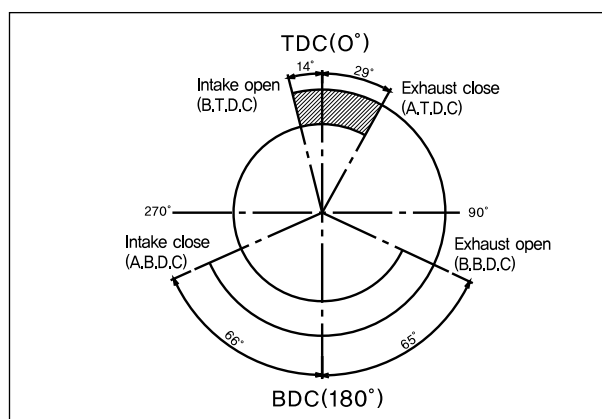 TDC(0°)
14°
29°
Intake open
(B.T.D.C)
Exhaust close
(A.T.D.C)
270°
90°
Intake close
(A.B.D.C)
Exhaust open
(B.B.D.C)
66°
65°
BDC(180°)